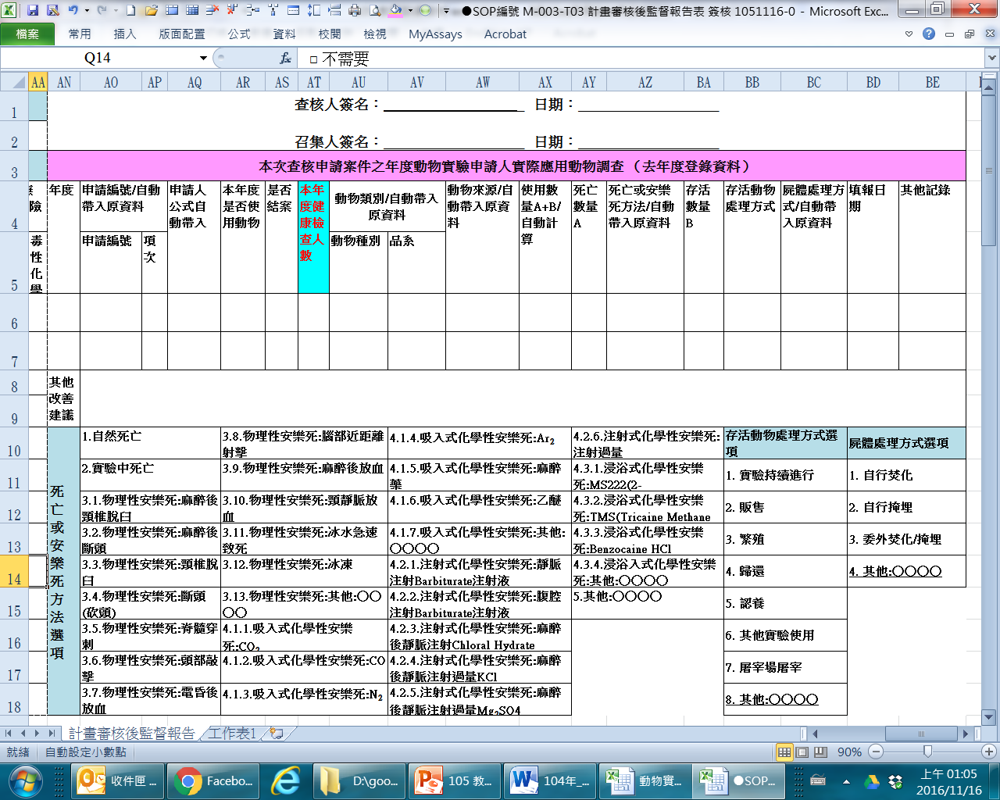 ●SOP編號 M-003-T03 計畫審核後監督報告表 簽核 1051116-0 - Microsoft Exc...
檔案 常用 插入 版面配置 公式 資料 校閱 檢視 MyAssays Acrobat
Q14 fx □ 不需要
AA AN AO AP AQ AR AS AT AU AV AW AX AY AZ BA BB BC BD BE
1 查核人簽名： 日期：
2 召集人簽名： 日期：
3 本次查核申請案件之年度動物實驗申請人實際應用動物調查 （去年度登錄資料）
4
險
年度
申請編號/自動
帶入原資料
申請人
公式自
動帶入
本年度
是否使
用動物
是否
結案
本年
度健
康檢
查人
數
動物類別/自動帶入
原資料
動物來源/自
動帶入原資
料
使用數
量A+B/
自動計
算
死亡
數量
A
死亡或安樂
死方法/自動
帶入原資料
存活
數量
B
存活動物
處理方式
屍體處理方
式/自動帶
入原資料
填報日
期
其他記錄
5
毒
性
化
學
申請編號
項
次
動物種別
品系
6
7
8
9
其他
改善
建議
死亡或安樂死方法選項
10
1.自然死亡
3.8.物理性安樂死:腦部近距離
射擊
4.1.4.吸入式化學性安樂死:Ar2
4.2.6.注射式化學性安樂死:
注射過量
存活動物處理方式選
項
屍體處理方式選項
11
2.實驗中死亡
3.9.物理性安樂死:麻醉後放血
4.1.5.吸入式化學性安樂死:麻醉
藥
4.3.1.浸浴式化學性安樂
死:MS222(2-
1. 實驗持續進行
1. 自行焚化
12
3.1.物理性安樂死:麻醉後
頸椎脫臼
3.10.物理性安樂死:頸靜脈放
血
4.1.6.吸入式化學性安樂死:乙醚
4.3.2.浸浴式化學性安樂
死:TMS(Tricaine Methane
2. 販售
2. 自行掩埋
13
3.2.物理性安樂死:麻醉後
斷頭
3.11.物理性安樂死:冰水急速
致死
4.1.7.吸入式化學性安樂死:其他:
〇〇〇〇
4.3.3.浸浴式化學性安樂
死:Benzocaine HCl
3. 繁殖
3. 委外焚化/掩埋
14
3.3.物理性安樂死:頸椎脫
臼
3.12.物理性安樂死:冰凍
4.2.1.注射式化學性安樂死:靜脈
注射Barbiturate注射液
4.3.4.浸浴入式化學性安樂
死:其他:〇〇〇〇
4. 歸還
4. 其他:〇〇〇〇
15
3.4.物理性安樂死:斷頭
(砍頭)
3.13.物理性安樂死:其他:〇〇
〇〇
4.2.2.注射式化學性安樂死:腹腔
注射Barbiturate注射液
5.其他:〇〇〇〇
5. 認養
16
3.5.物理性安樂死:脊髓穿
刺
4.1.1.吸入式化學性安樂
死:CO2
4.2.3.注射式化學性安樂死:麻醉
後靜脈注射Chloral Hydrate
6. 其他實驗使用
17
3.6.物理性安樂死:頭部敲
擊
4.1.2.吸入式化學性安樂死:CO
4.2.4.注射式化學性安樂死:麻醉
後靜脈注射過量KCl
7. 屠宰場屠宰
18
3.7.物理性安樂死:電昏後
放血
4.1.3.吸入式化學性安樂死:N2
4.2.5.注射式化學性安樂死:麻醉
後靜脈注射過量Mg2SO4
8. 其他:〇〇〇〇
計畫審核後監督報告 工作表1
就緒 自動設定小數點 90%
收件匣 ... Facebo... D:\goo... 105 教... 104年_... 動物實... ●SOP... 上午 01:05
2016/11/16